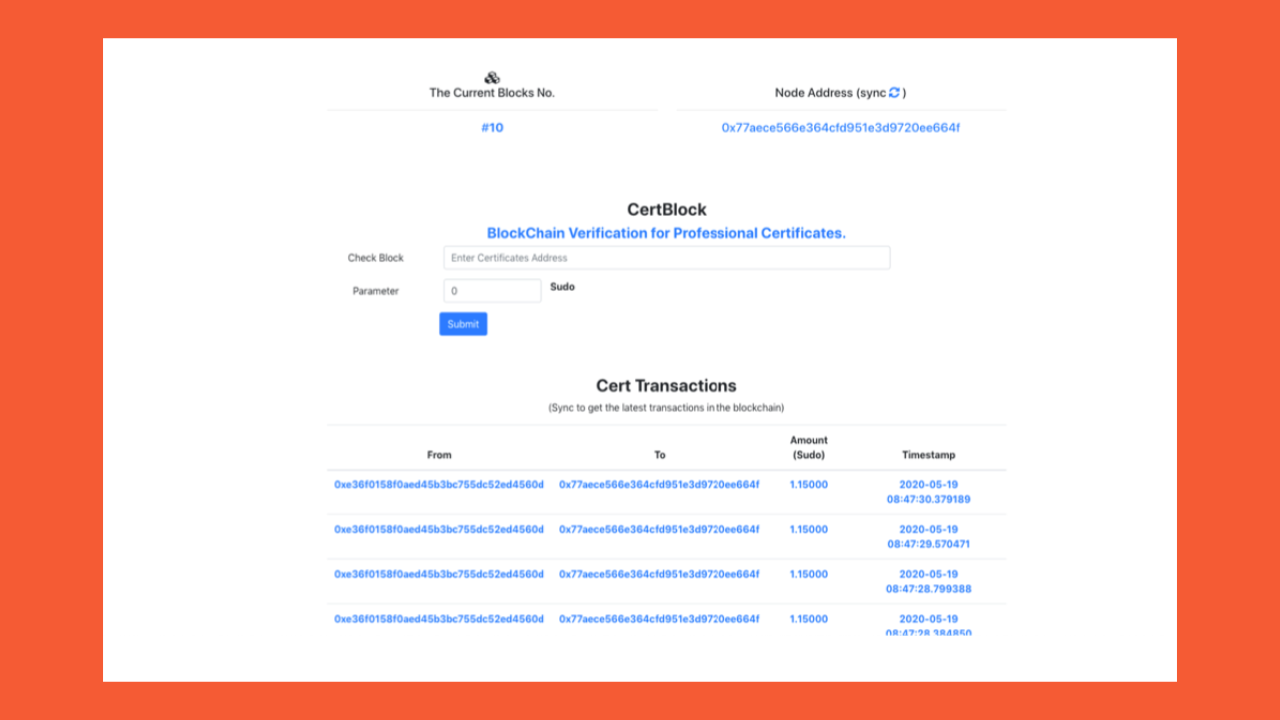 The Current Blocks No.
Node Address (sync )
#10
0x77aece566e364cfd951e3d9720ee664f
CertBlock
BlockChain Verification for Professional Certificates.
Check Block
Enter Certificates Address
Parameter
0
Sudo
Submit
Cert Transactions
(Sync to get the latest transactions in the blockchain)
From
To
Amount
(Sudo)
Timestamp
0xe36f0158f0aed45b3bc755dc52ed4560d
0x77aece566e364cfd951e3d9720ee664f
1.15000
2020-05-19
08:47:30.379189
0xe36f0158f0aed45b3bc755dc52ed4560d
0x77aece566e364cfd951e3d9720ee664f
1.15000
2020-05-19
08:47:29.570471
0xe36f0158f0aed45b3bc755dc52ed4560d
0x77aece566e364cfd951e3d9720ee664f
1.15000
2020-05-19
08:47:28.799388
0xe36f0158f0aed45b3bc755dc52ed4560d
0x77aece566e364cfd951e3d9720ee664f
1.15000
2020-05-19
08:47:28.384850